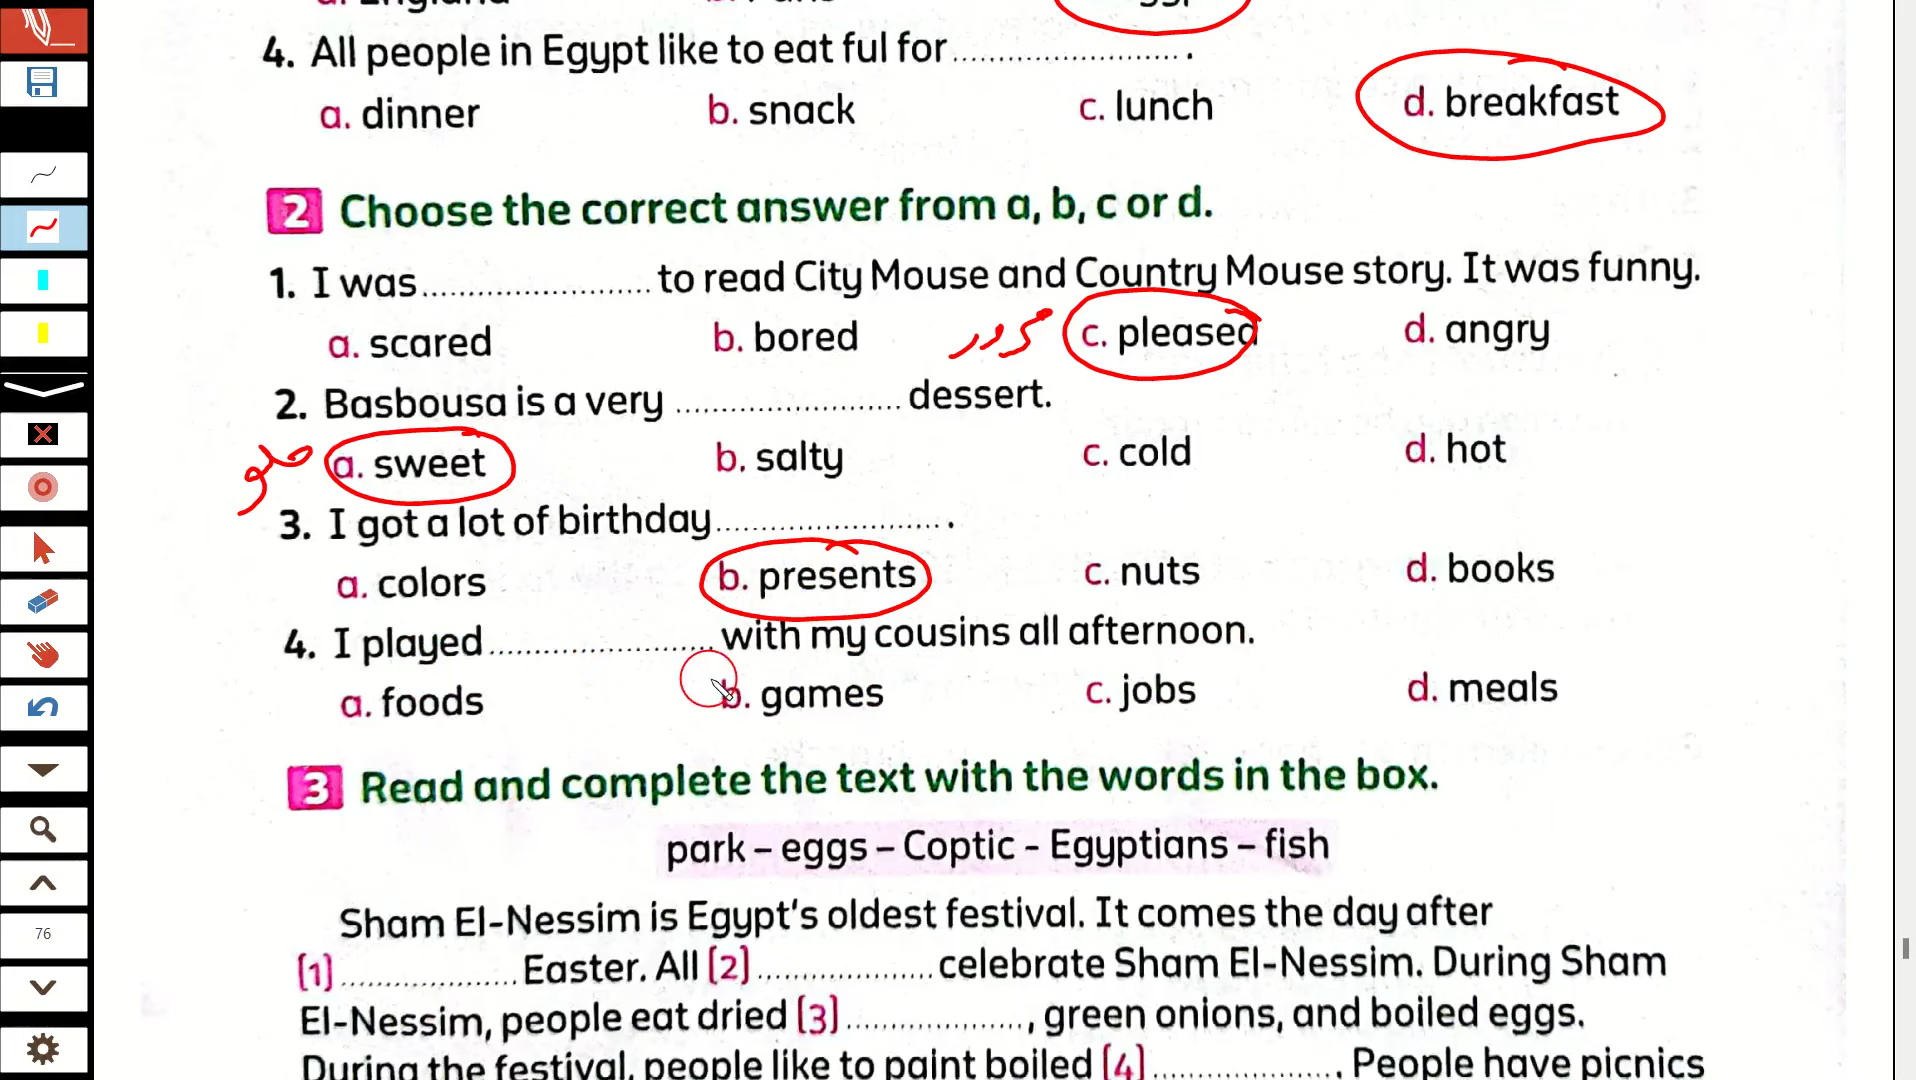 4. All people in Egypt like to eat ful for ........................ .
a. dinner b. snack c. lunch d. breakfast
2 Choose the correct answer from a, b, c or d.
1. I was ........................ to read City Mouse and Country Mouse story. It was funny.
a. scared b. bored c. pleased d. angry
2. Basbousa is a very ........................ dessert.
حلو a. sweet b. salty c. cold d. hot
3. I got a lot of birthday ........................ .
a. colors b. presents c. nuts d. books
4. I played ........................ with my cousins all afternoon.
a. foods b. games c. jobs d. meals
3 Read and complete the text with the words in the box.
park – eggs – Coptic - Egyptians – fish
Sham El-Nessim is Egypt's oldest festival. It comes the day after
(1) ................... Easter. All (2) ................... celebrate Sham El-Nessim. During Sham
El-Nessim, people eat dried (3) ..................., green onions, and boiled eggs.
During the festival, people like to paint boiled (4) ................... . People have picnics
76